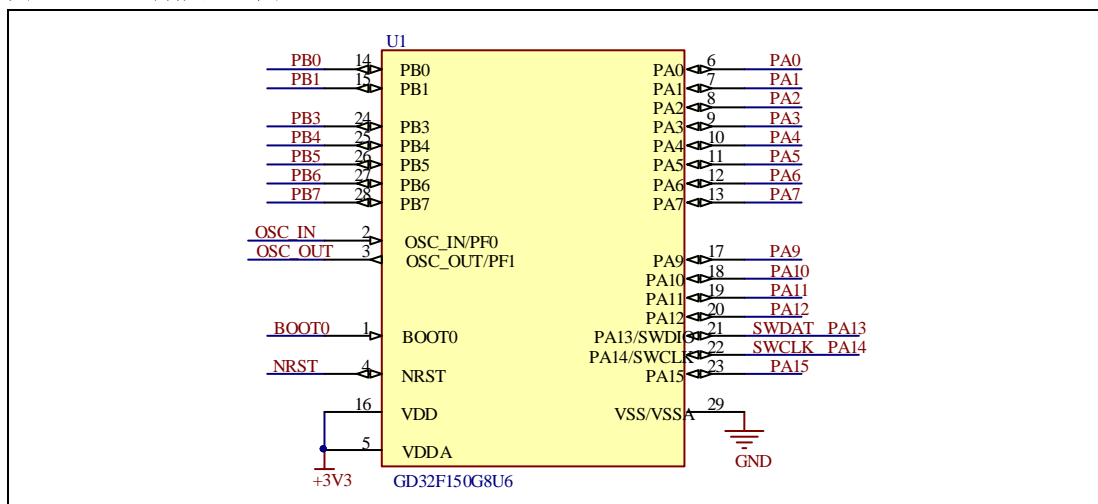 U1
PB0 14 PB0 PA0 6 PA0
PB1 15 PB1 PA1 7 PA1
PA2 8 PA2
PB3 24 PB3 PA3 9 PA3
PB4 25 PB4 PA4 10 PA4
PB5 26 PB5 PA5 11 PA5
PB6 27 PB6 PA6 12 PA6
PB7 28 PB7 PA7 13 PA7
OSC_IN 2 OSC_IN/PF0
OSC_OUT 3 OSC_OUT/PF1 PA9 17 PA9
PA10 18 PA10
PA11 19 PA11
PA12 20 PA12
BOOT0 1 BOOT0 PA13/SWDIO 21 SWDAT PA13
PA14/SWCLK 22 SWCLK PA14
NRST 4 NRST PA15 23 PA15
16 VDD VSS/VSSA 29
5 VDDA GND
+3V3 GD32F150G8U6